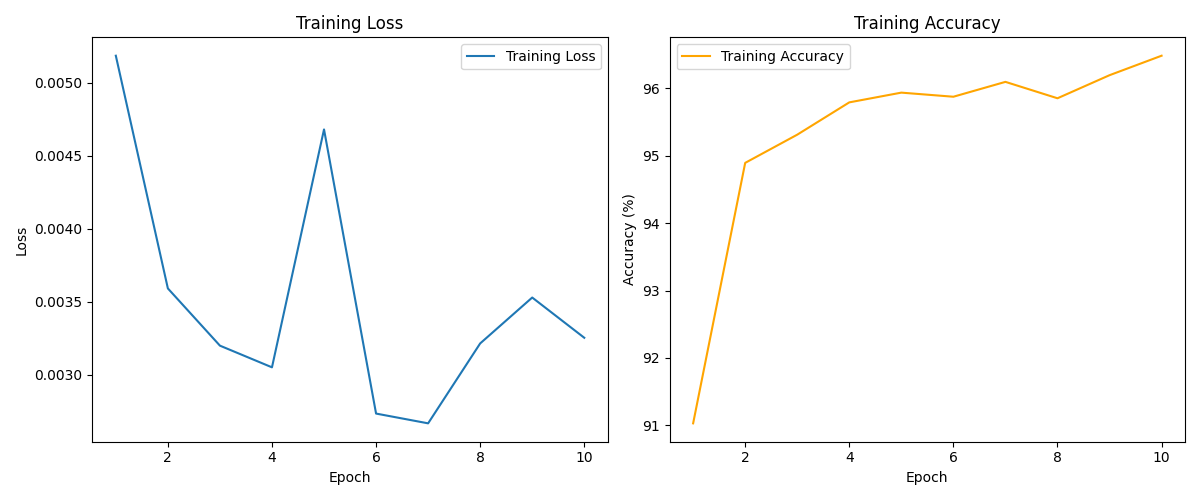 Training Loss
Training Loss
0.0050
0.0045
0.0040
0.0035
0.0030
Loss
2
4
6
8
10
Epoch
Training Accuracy
Training Accuracy
96
95
94
93
92
91
Accuracy (%)
2
4
6
8
10
Epoch